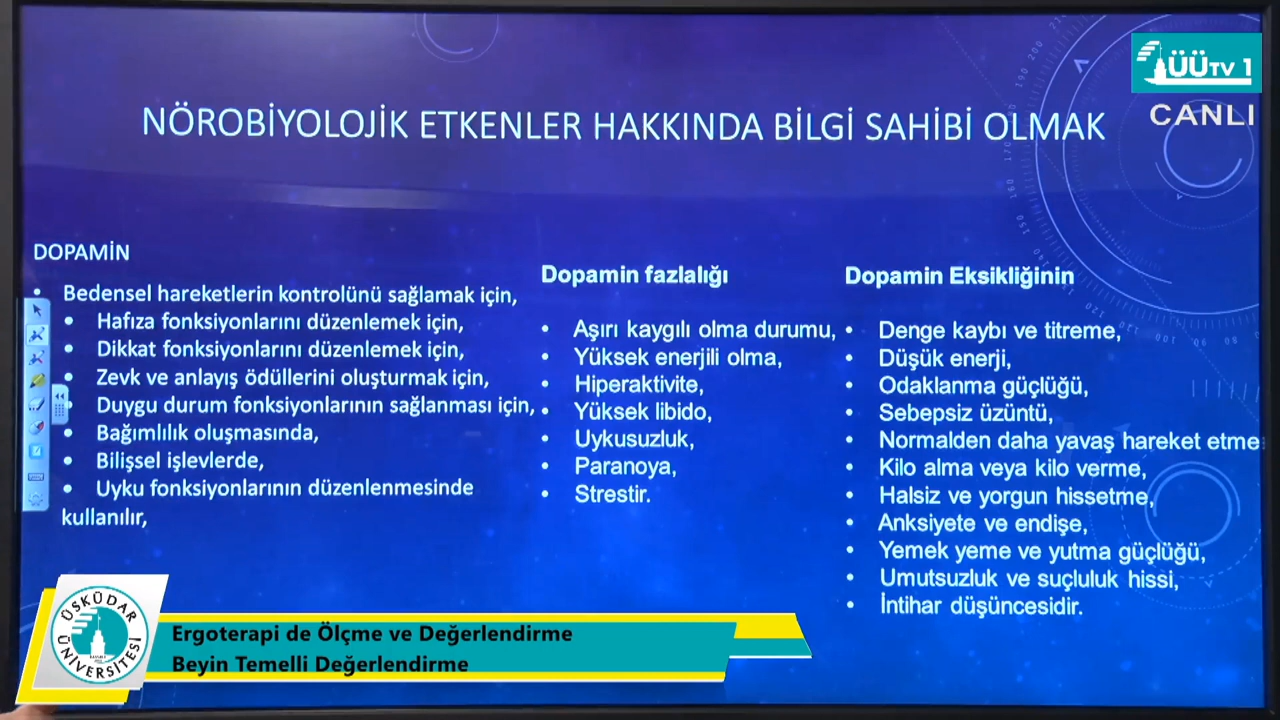 ÜÜTV 1
CANLI
NÖROBİYOLOJİK ETKENLER HAKKINDA BİLGİ SAHİBİ OLMAK
DOPAMİN
• Bedensel hareketlerin kontrolünü sağlamak için,
• Hafıza fonksiyonlarını düzenlemek için,
• Dikkat fonksiyonlarını düzenlemek için,
• Zevk ve anlayış ödüllerini oluşturmak için,
• Duygu durum fonksiyonlarının sağlanması için,
• Bağımlılık oluşmasında,
• Bilişsel işlevlerde,
• Uyku fonksiyonlarının düzenlenmesinde
kullanılır,
Dopamin fazlalığı
• Aşırı kaygılı olma durumu,
• Yüksek enerjili olma,
• Hiperaktivite,
• Yüksek libido,
• Uykusuzluk,
• Paranoya,
• Strestir.
Dopamin Eksikliğinin
• Denge kaybı ve titreme,
• Düşük enerji,
• Odaklanma güçlüğü,
• Sebepsiz üzüntü,
• Normalden daha yavaş hareket etme
• Kilo alma veya kilo verme,
• Halsiz ve yorgun hissetme,
• Anksiyete ve endişe,
• Yemek yeme ve yutma güçlüğü,
• Umutsuzluk ve suçluluk hissi,
• İntihar düşüncesidir.
ÜSKÜDAR
ÜNİVERSİTESİ
Ergoterapi de Ölçme ve Değerlendirme
Beyin Temelli Değerlendirme